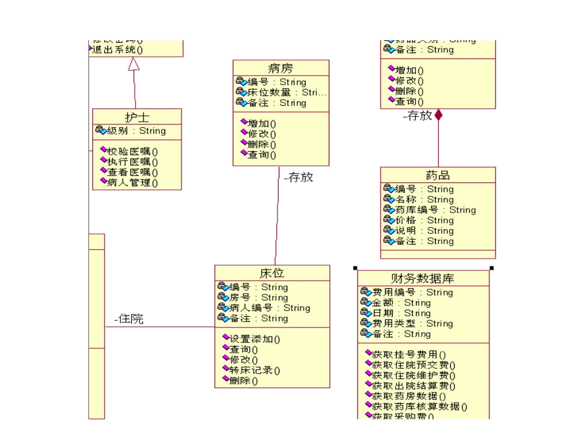 退出系统()
护士
级别 : String
校验医嘱()
执行医嘱()
查看医嘱()
病人管理()
病房
编号 : String
床位数量 : Stri...
备注 : String
增加()
修改()
删除()
查询()
-存放
备注 : String
增加()
修改()
删除()
查询()
-存放
药品
编号 : String
名称 : String
药库编号 : String
价格 : String
说明 : String
备注 : String
-住院
床位
编号 : String
房号 : String
病人编号 : String
备注 : String
设置添加()
查询()
修改()
转床记录()
删除()
财务数据库
费用编号 : String
金额 : String
日期 : String
费用类型 : String
备注 : String
获取挂号费用()
获取住院预交费()
获取住院维护费()
获取出院结算费()
获取药房数据()
获取药库核算数据()
获取采购费()